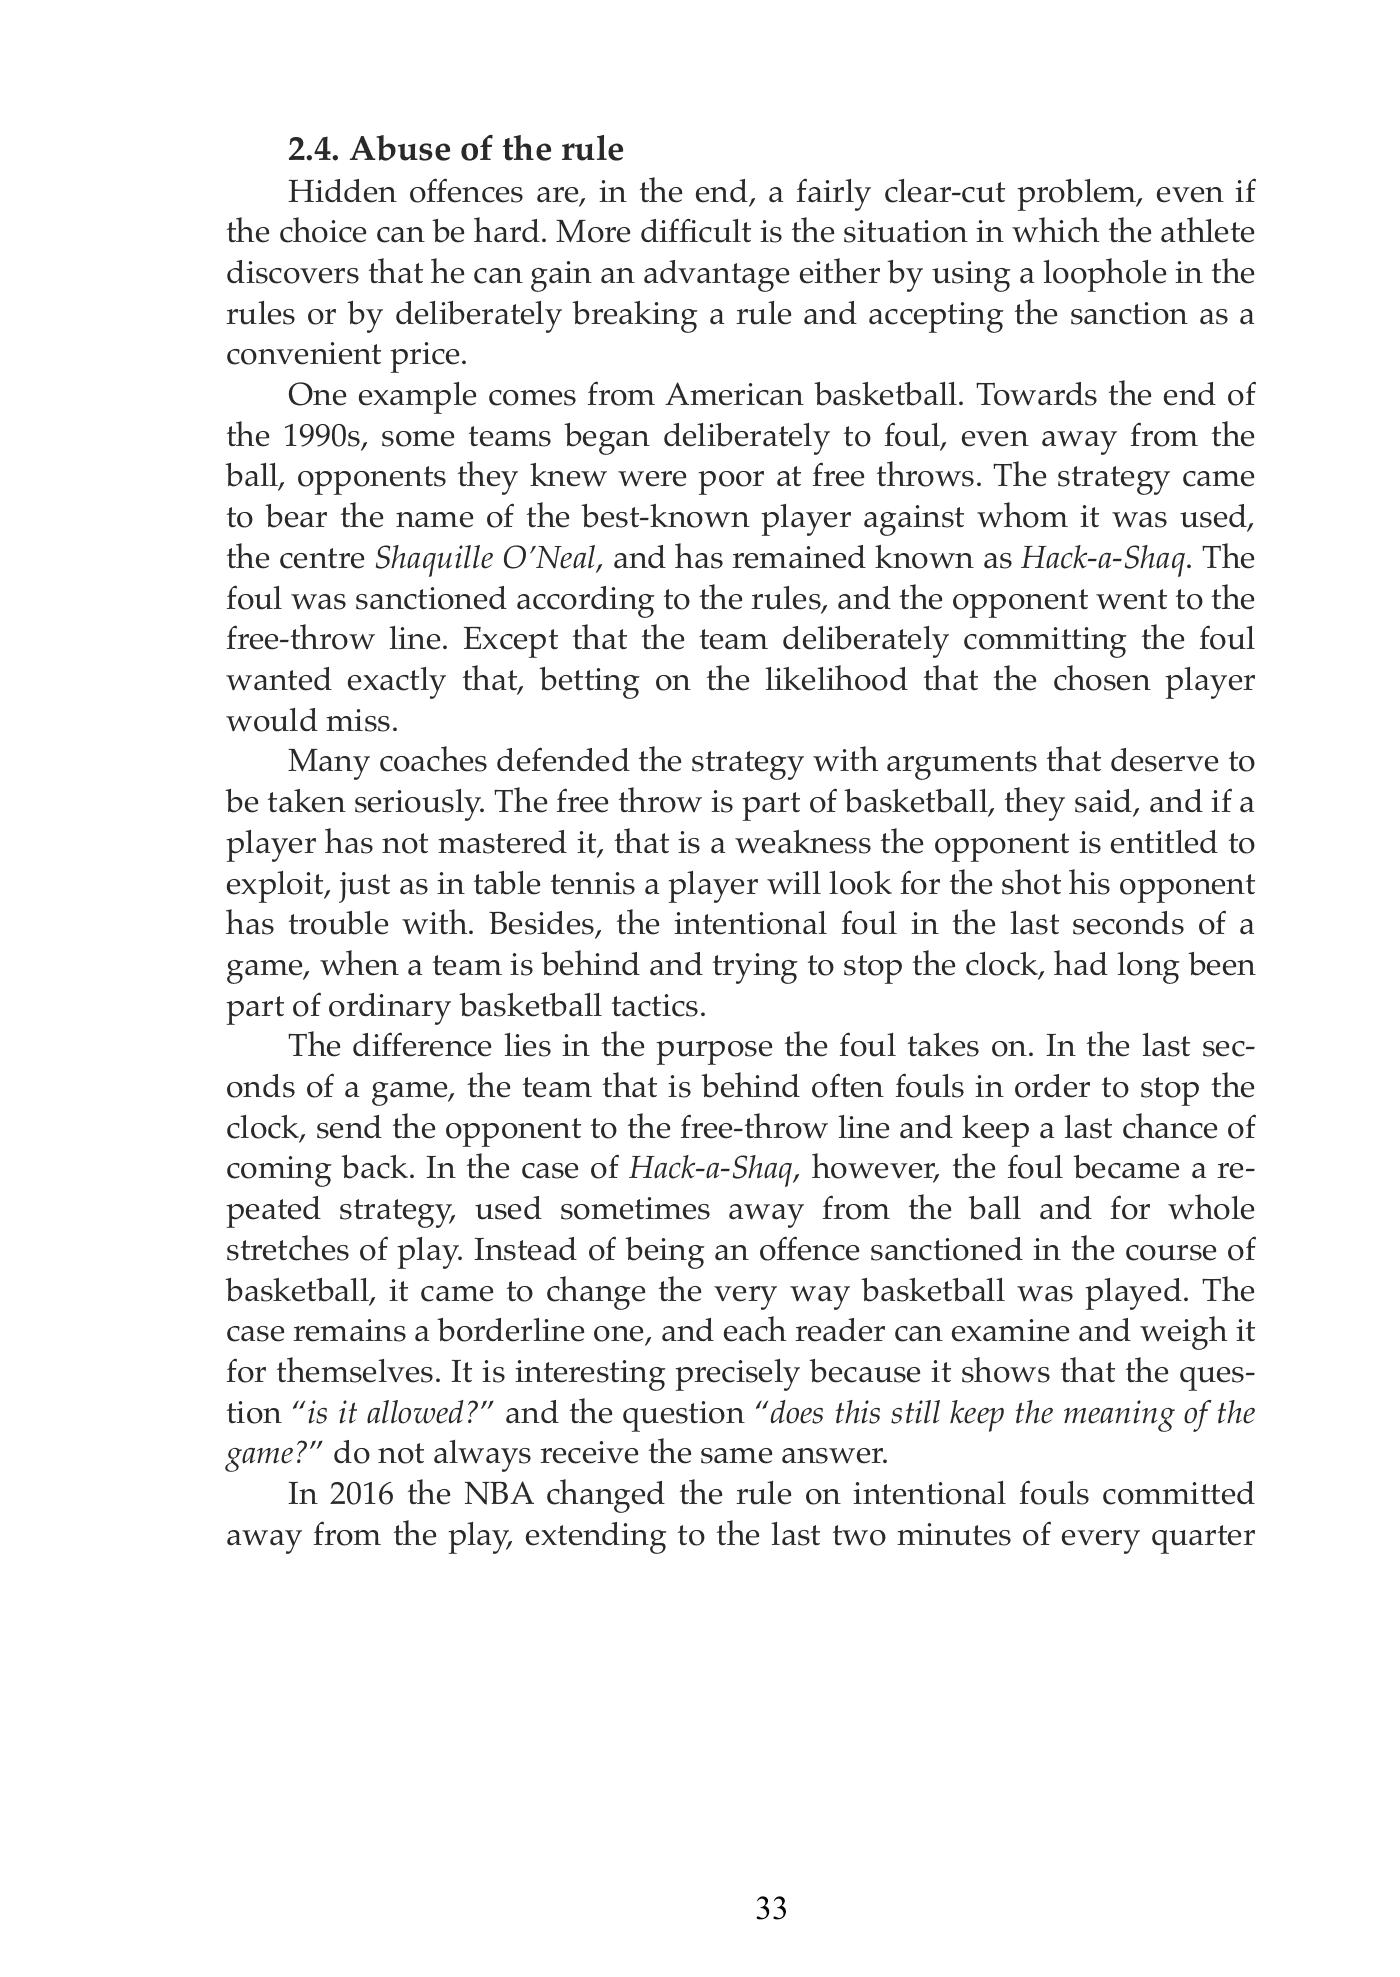 2.4. Abuse of the rule
Hidden offences are, in the end, a fairly clear-cut problem, even if
the choice can be hard. More difficult is the situation in which the athlete
discovers that he can gain an advantage either by using a loophole in the
rules or by deliberately breaking a rule and accepting the sanction as a
convenient price.
One example comes from American basketball. Towards the end of
the 1990s, some teams began deliberately to foul, even away from the
ball, opponents they knew were poor at free throws. The strategy came
to bear the name of the best-known player against whom it was used,
the centre Shaquille O’Neal, and has remained known as Hack-a-Shaq. The
foul was sanctioned according to the rules, and the opponent went to the
free-throw line. Except that the team deliberately committing the foul
wanted exactly that, betting on the likelihood that the chosen player
would miss.
Many coaches defended the strategy with arguments that deserve to
be taken seriously. The free throw is part of basketball, they said, and if a
player has not mastered it, that is a weakness the opponent is entitled to
exploit, just as in table tennis a player will look for the shot his opponent
has trouble with. Besides, the intentional foul in the last seconds of a
game, when a team is behind and trying to stop the clock, had long been
part of ordinary basketball tactics.
The difference lies in the purpose the foul takes on. In the last sec-
onds of a game, the team that is behind often fouls in order to stop the
clock, send the opponent to the free-throw line and keep a last chance of
coming back. In the case of Hack-a-Shaq, however, the foul became a re-
peated strategy, used sometimes away from the ball and for whole
stretches of play. Instead of being an offence sanctioned in the course of
basketball, it came to change the very way basketball was played. The
case remains a borderline one, and each reader can examine and weigh it
for themselves. It is interesting precisely because it shows that the ques-
tion “is it allowed?” and the question “does this still keep the meaning of the
game?” do not always receive the same answer.
In 2016 the NBA changed the rule on intentional fouls committed
away from the play, extending to the last two minutes of every quarter
33